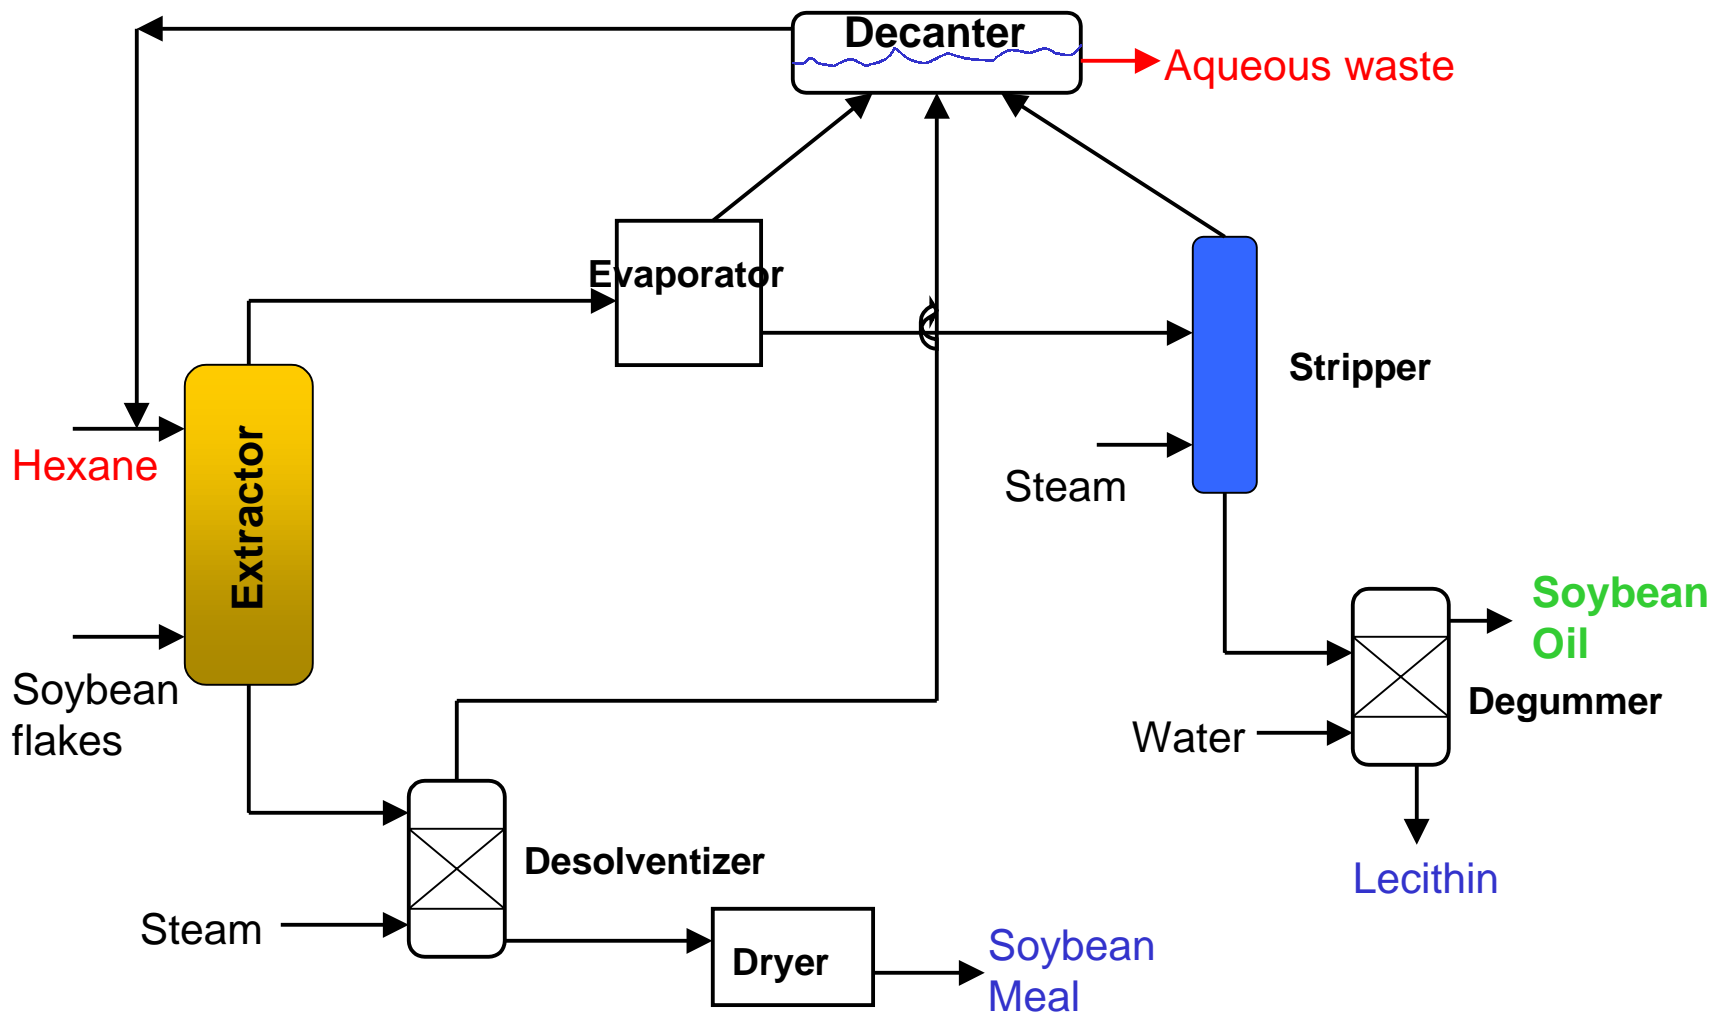 Decanter
Aqueous waste
Evaporator
Stripper
Hexane
Extractor
Steam
Soybean
Oil
Soybean
flakes
Degummer
Water
Desolventizer
Lecithin
Steam
Dryer
Soybean
Meal